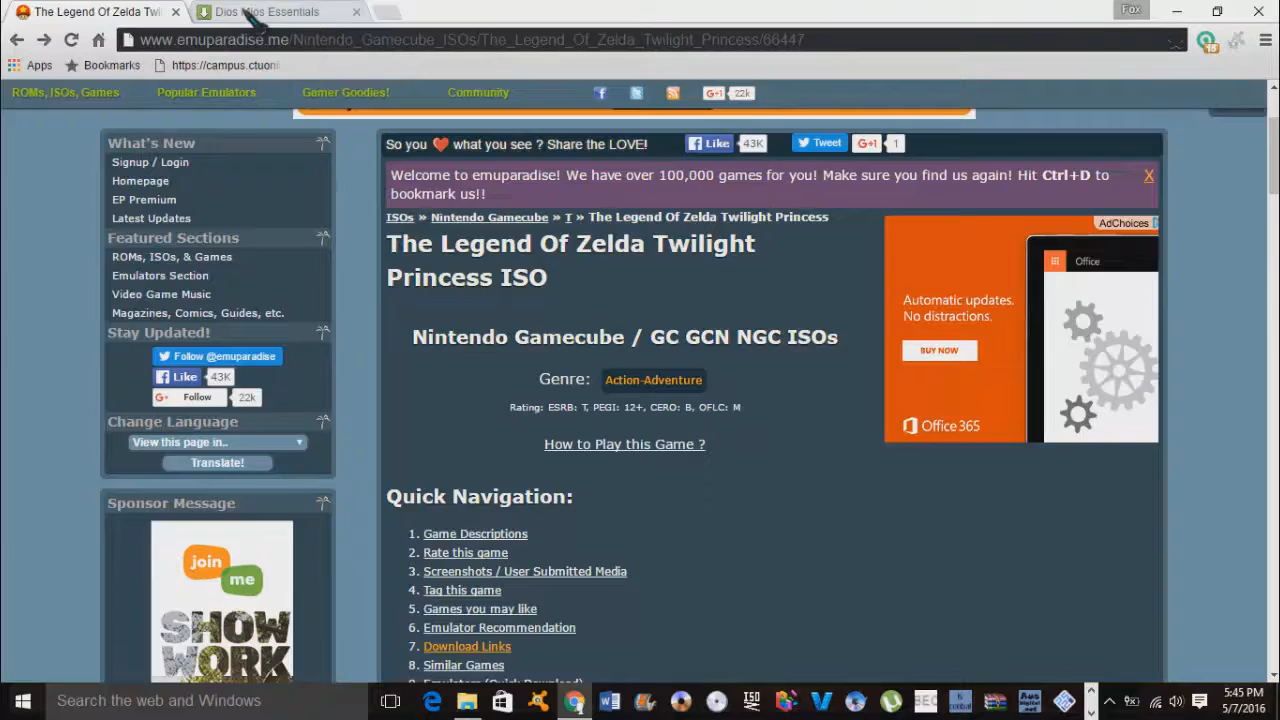 The Legend Of Zelda Twi
Dios Mios Essentials
Fox
www.emuparadise.me/Nintendo_Gamecube_ISOs/The_Legend_Of_Zelda_Twilight_Princess/66447
15
Apps
Bookmarks
https://campus.ctuonli
ROMs, ISOs, Games
Popular Emulators
Gamer Goodies!
Community
G+1
22k
What's New
Signup / Login
Homepage
EP Premium
Latest Updates
Featured Sections
ROMs, ISOs, & Games
Emulators Section
Video Game Music
Magazines, Comics, Guides, etc.
Stay Updated!
Follow @emuparadise
Like
43K
G+
Follow
22k
Change Language
View this page in..
Translate!
Sponsor Message
join
me
SHOW
WORK
So you ❤ what you see ? Share the LOVE!
Like
43K
Tweet
G+1
1
Welcome to emuparadise! We have over 100,000 games for you! Make sure you find us again! Hit Ctrl+D to
bookmark us!!
X
ISOs » Nintendo Gamecube » T » The Legend Of Zelda Twilight Princess
The Legend Of Zelda Twilight
Princess ISO
Nintendo Gamecube / GC GCN NGC ISOs
Genre: Action-Adventure
Rating: ESRB: T, PEGI: 12+, CERO: B, OFLC: M
How to Play this Game ?
Quick Navigation:
1. Game Descriptions
2. Rate this game
3. Screenshots / User Submitted Media
4. Tag this game
5. Games you may like
6. Emulator Recommendation
7. Download Links
8. Similar Games
AdChoices
Office
Automatic updates.
No distractions.
BUY NOW
Office 365
Search the web and Windows
ISO
5:45 PM
5/7/2016